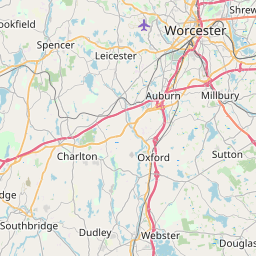 Shrew
ookfield
Worcester
Spencer
Leicester
Auburn
Millbury
Charlton
Oxford
Sutton
dge
Southbridge
Dudley
Webster
Douglas